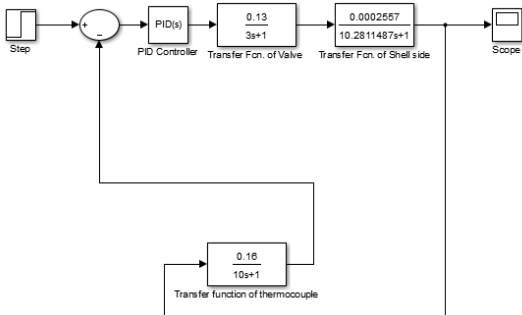 PID(s)
0.13
3s+1
0.0002557
10.2811487s+1
Step
PID Controller
Transfer Fcn. of Valve
Transfer Fcn. of Shell side
Scope
0.16
10s+1
Transfer function of thermocouple